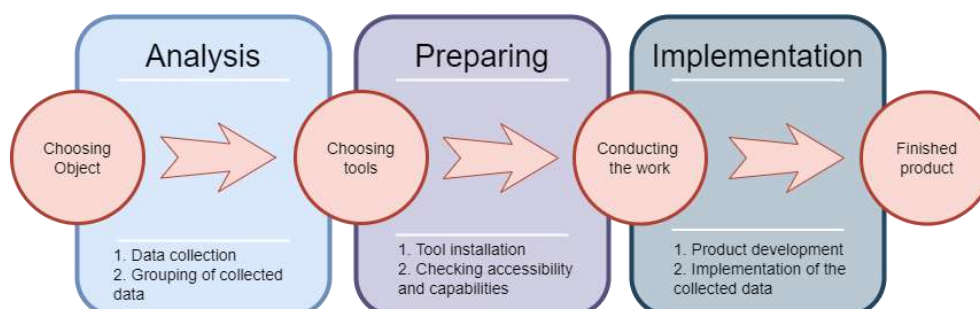 Analysis
Preparing
Implementation
Choosing
Object
Choosing
tools
Conducting
the work
Finished
product
1. Data collection
2. Grouping of collected
data
1. Tool installation
2. Checking accessibility
and capabilities
1. Product development
2. Implementation of the
collected data